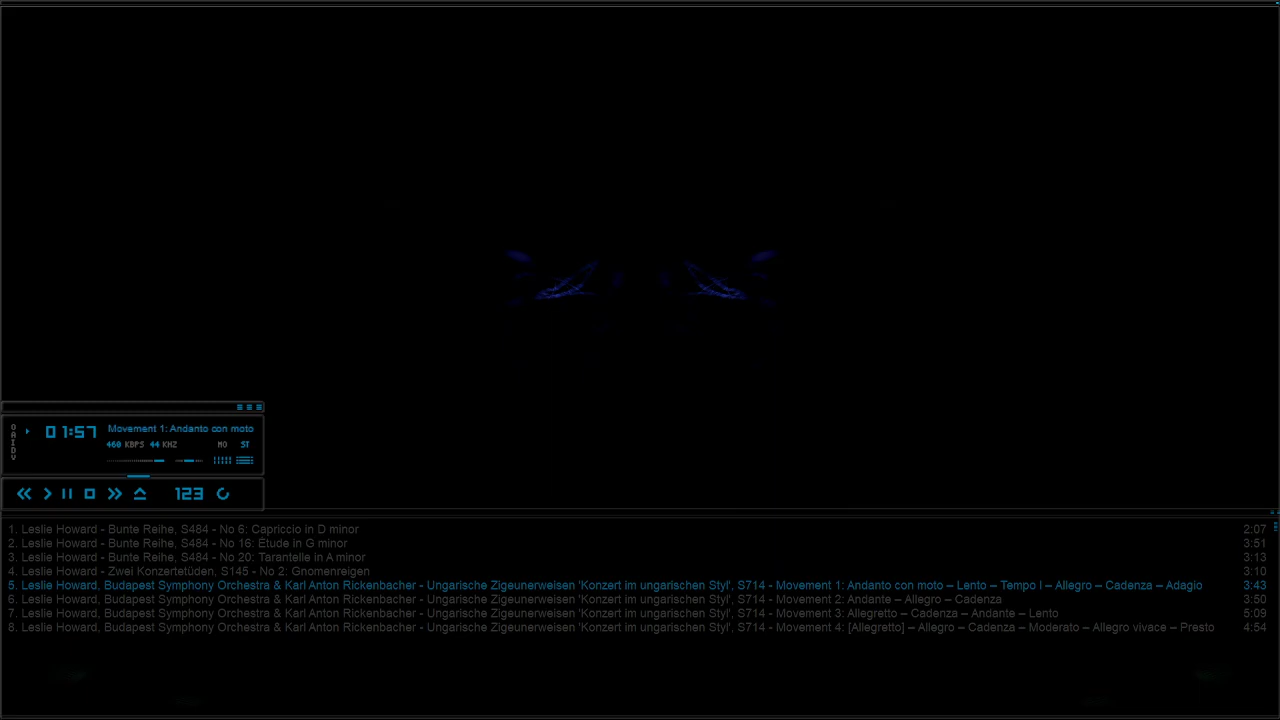 OAIDV
01:57
Movement 1: Andanto con moto
460 KBPS 44 KHZ MO ST
123
1. Leslie Howard - Bunte Reihe, S484 - No 6: Capriccio in D minor 2:07
2. Leslie Howard - Bunte Reihe, S484 - No 16: Étude in G minor 3:51
3. Leslie Howard - Bunte Reihe, S484 - No 20: Tarantelle in A minor 3:13
4. Leslie Howard - Zwei Konzertetüden, S145 - No 2: Gnomenreigen 3:10
5. Leslie Howard, Budapest Symphony Orchestra & Karl Anton Rickenbacher - Ungarische Zigeunerweisen 'Konzert im ungarischen Styl', S714 - Movement 1: Andanto con moto – Lento – Tempo I – Allegro – Cadenza – Adagio 3:43
6. Leslie Howard, Budapest Symphony Orchestra & Karl Anton Rickenbacher - Ungarische Zigeunerweisen 'Konzert im ungarischen Styl', S714 - Movement 2: Andante – Allegro – Cadenza 3:50
7. Leslie Howard, Budapest Symphony Orchestra & Karl Anton Rickenbacher - Ungarische Zigeunerweisen 'Konzert im ungarischen Styl', S714 - Movement 3: Allegretto – Cadenza – Andante – Lento 5:09
8. Leslie Howard, Budapest Symphony Orchestra & Karl Anton Rickenbacher - Ungarische Zigeunerweisen 'Konzert im ungarischen Styl', S714 - Movement 4: [Allegretto] – Allegro – Cadenza – Moderato – Allegro vivace – Presto 4:54